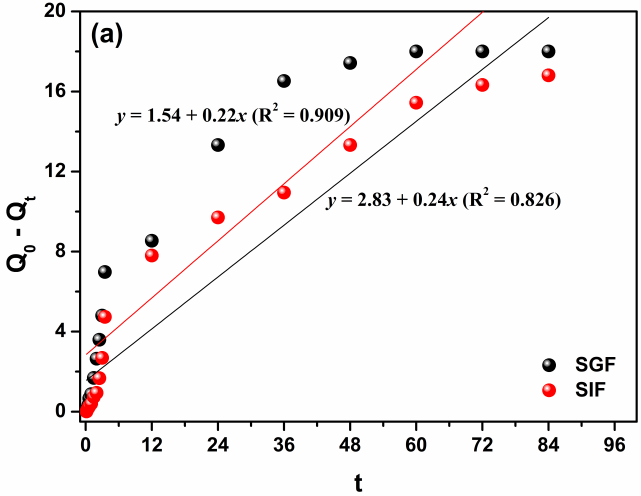 (a)
20
16
12
8
4
0
Q₀ - Qₜ
y = 1.54 + 0.22x (R² = 0.909)
y = 2.83 + 0.24x (R² = 0.826)
SGF
SIF
0 12 24 36 48 60 72 84 96
t